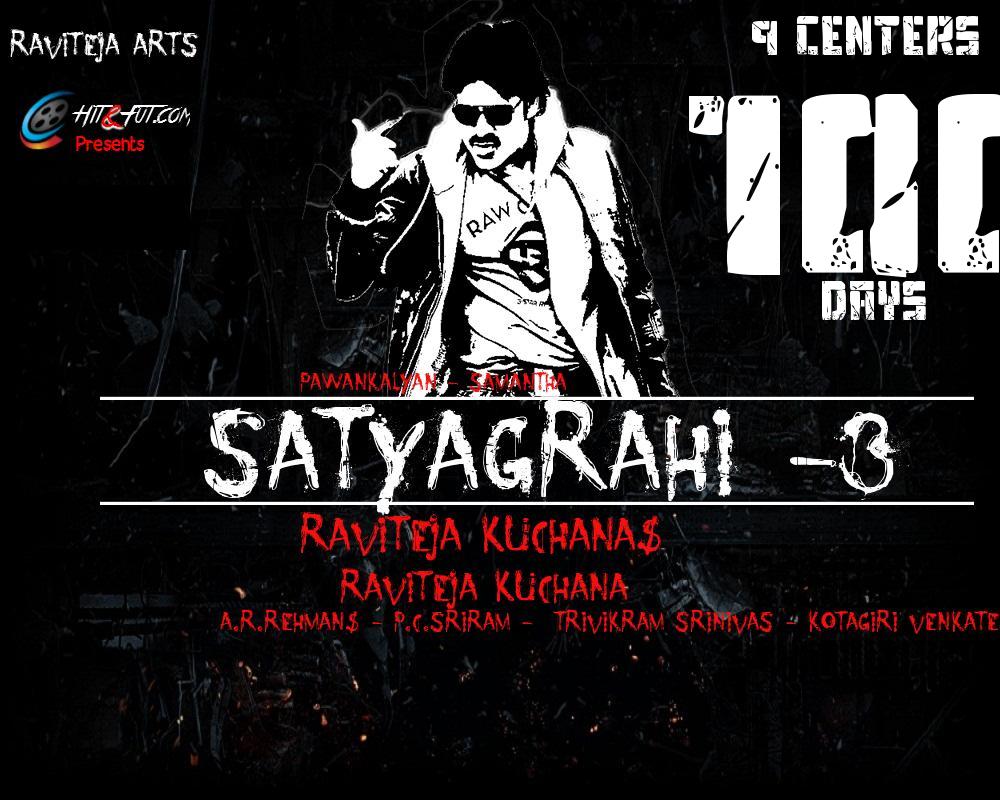 RAVITEJA ARTS
HIT&FUT.COM
Presents
9 CENTERS
100
DAYS
RAW
PAWANKALYAN - SAMANTHA
SATYAGRAHI -3
RAVITEJA KUCHANA$
RAVITEJA KUCHANA
A.R.REHMAN$ - P.C.SRIRAM - TRIVIKRAM SRINIVAS - KOTAGIRI VENKATE